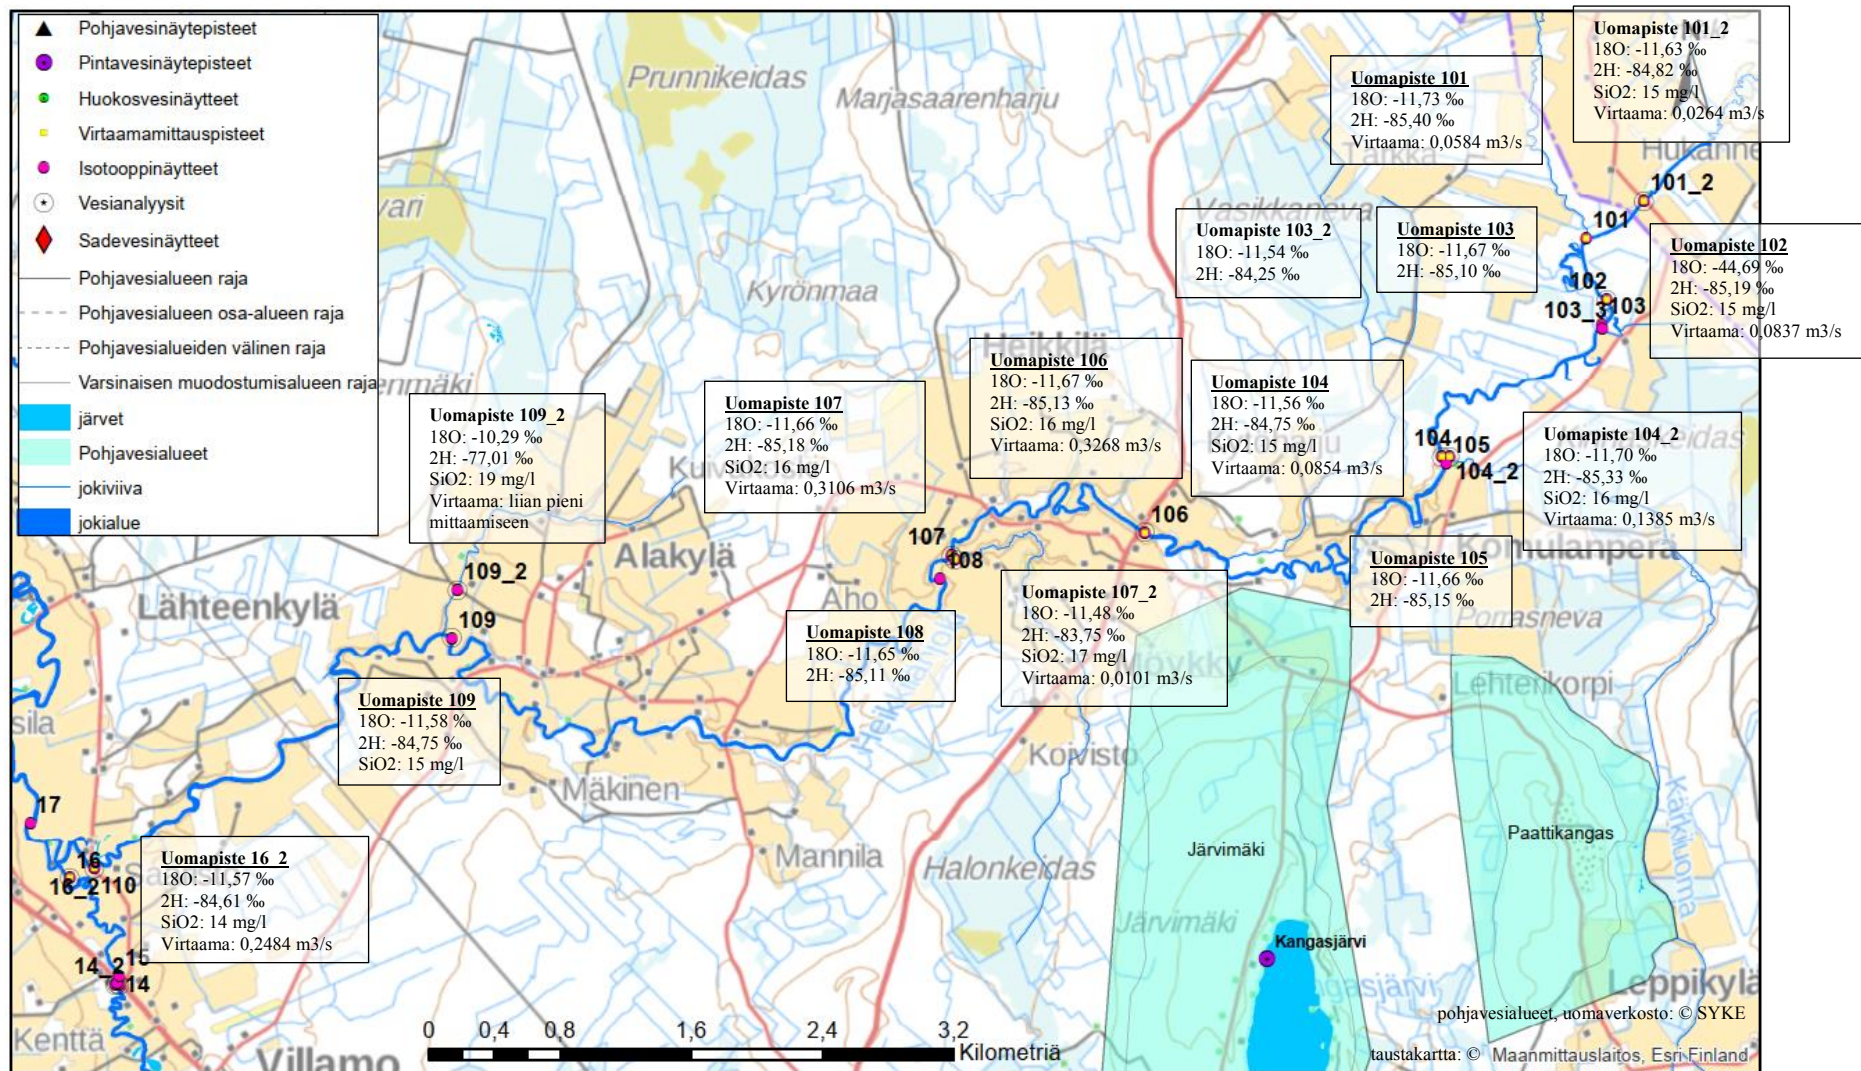 Pohjavesinäytepisteet
Pintavesinäytepisteet
Huokosvesinäytteet
Virtaamamittauspisteet
Isotooppinäytteet
Vesianalyysit
Sadevesinäytteet
Pohjavesialueen raja
Pohjavesialueen osa-alueen raja
Pohjavesialueiden välinen raja
Varsinaisen muodostumisalueen raja
järvet
Pohjavesialueet
jokiviiva
jokialue
Prunnikeidas
Marjasaarenharju
Kyrönmaa
Vasikkaneva
Heikkilä
Uomapiste 101
18O: -11,73 ‰
2H: -85,40 ‰
Virtaama: 0,0584 m3/s
Uomapiste 101_2
18O: -11,63 ‰
2H: -84,82 ‰
SiO2: 15 mg/l
Virtaama: 0,0264 m3/s
101_2
101
102
103
103_3
Uomapiste 103_2
18O: -11,54 ‰
2H: -84,25 ‰
Uomapiste 103
18O: -11,67 ‰
2H: -85,10 ‰
Uomapiste 102
18O: -44,69 ‰
2H: -85,19 ‰
SiO2: 15 mg/l
Virtaama: 0,0837 m3/s
Uomapiste 109_2
18O: -10,29 ‰
2H: -77,01 ‰
SiO2: 19 mg/l
Virtaama: liian pieni
mittaamiseen
Uomapiste 107
18O: -11,66 ‰
2H: -85,18 ‰
SiO2: 16 mg/l
Virtaama: 0,3106 m3/s
Uomapiste 106
18O: -11,67 ‰
2H: -85,13 ‰
SiO2: 16 mg/l
Virtaama: 0,3268 m3/s
Uomapiste 104
18O: -11,56 ‰
2H: -84,75 ‰
SiO2: 15 mg/l
Virtaama: 0,0854 m3/s
Uomapiste 104_2
18O: -11,70 ‰
2H: -85,33 ‰
SiO2: 16 mg/l
Virtaama: 0,1385 m3/s
104
105
104_2
106
107
108
109_2
109
Alakylä
Lähteenkylä
Aho
Komulanperä
Uomapiste 105
18O: -11,66 ‰
2H: -85,15 ‰
Uomapiste 107_2
18O: -11,48 ‰
2H: -83,75 ‰
SiO2: 17 mg/l
Virtaama: 0,0101 m3/s
Uomapiste 108
18O: -11,65 ‰
2H: -85,11 ‰
Uomapiste 109
18O: -11,58 ‰
2H: -84,75 ‰
SiO2: 15 mg/l
Pomasneva
Lehterikorpi
Koivisto
Mäkinen
Mannila
Halonkeidas
Järvimäki
Järvimäki
Paattikangas
Kärkiluoma
Kangasjärvi
Leppikylä
17
16
16_2
110
15
14_2
14
Uomapiste 16_2
18O: -11,57 ‰
2H: -84,61 ‰
SiO2: 14 mg/l
Virtaama: 0,2484 m3/s
Kenttä
Villamo
0 0,4 0,8 1,6 2,4 3,2
Kilometriä
pohjavesialueet, uomaverkosto: © SYKE
taustakartta: © Maanmittauslaitos, Esri Finland